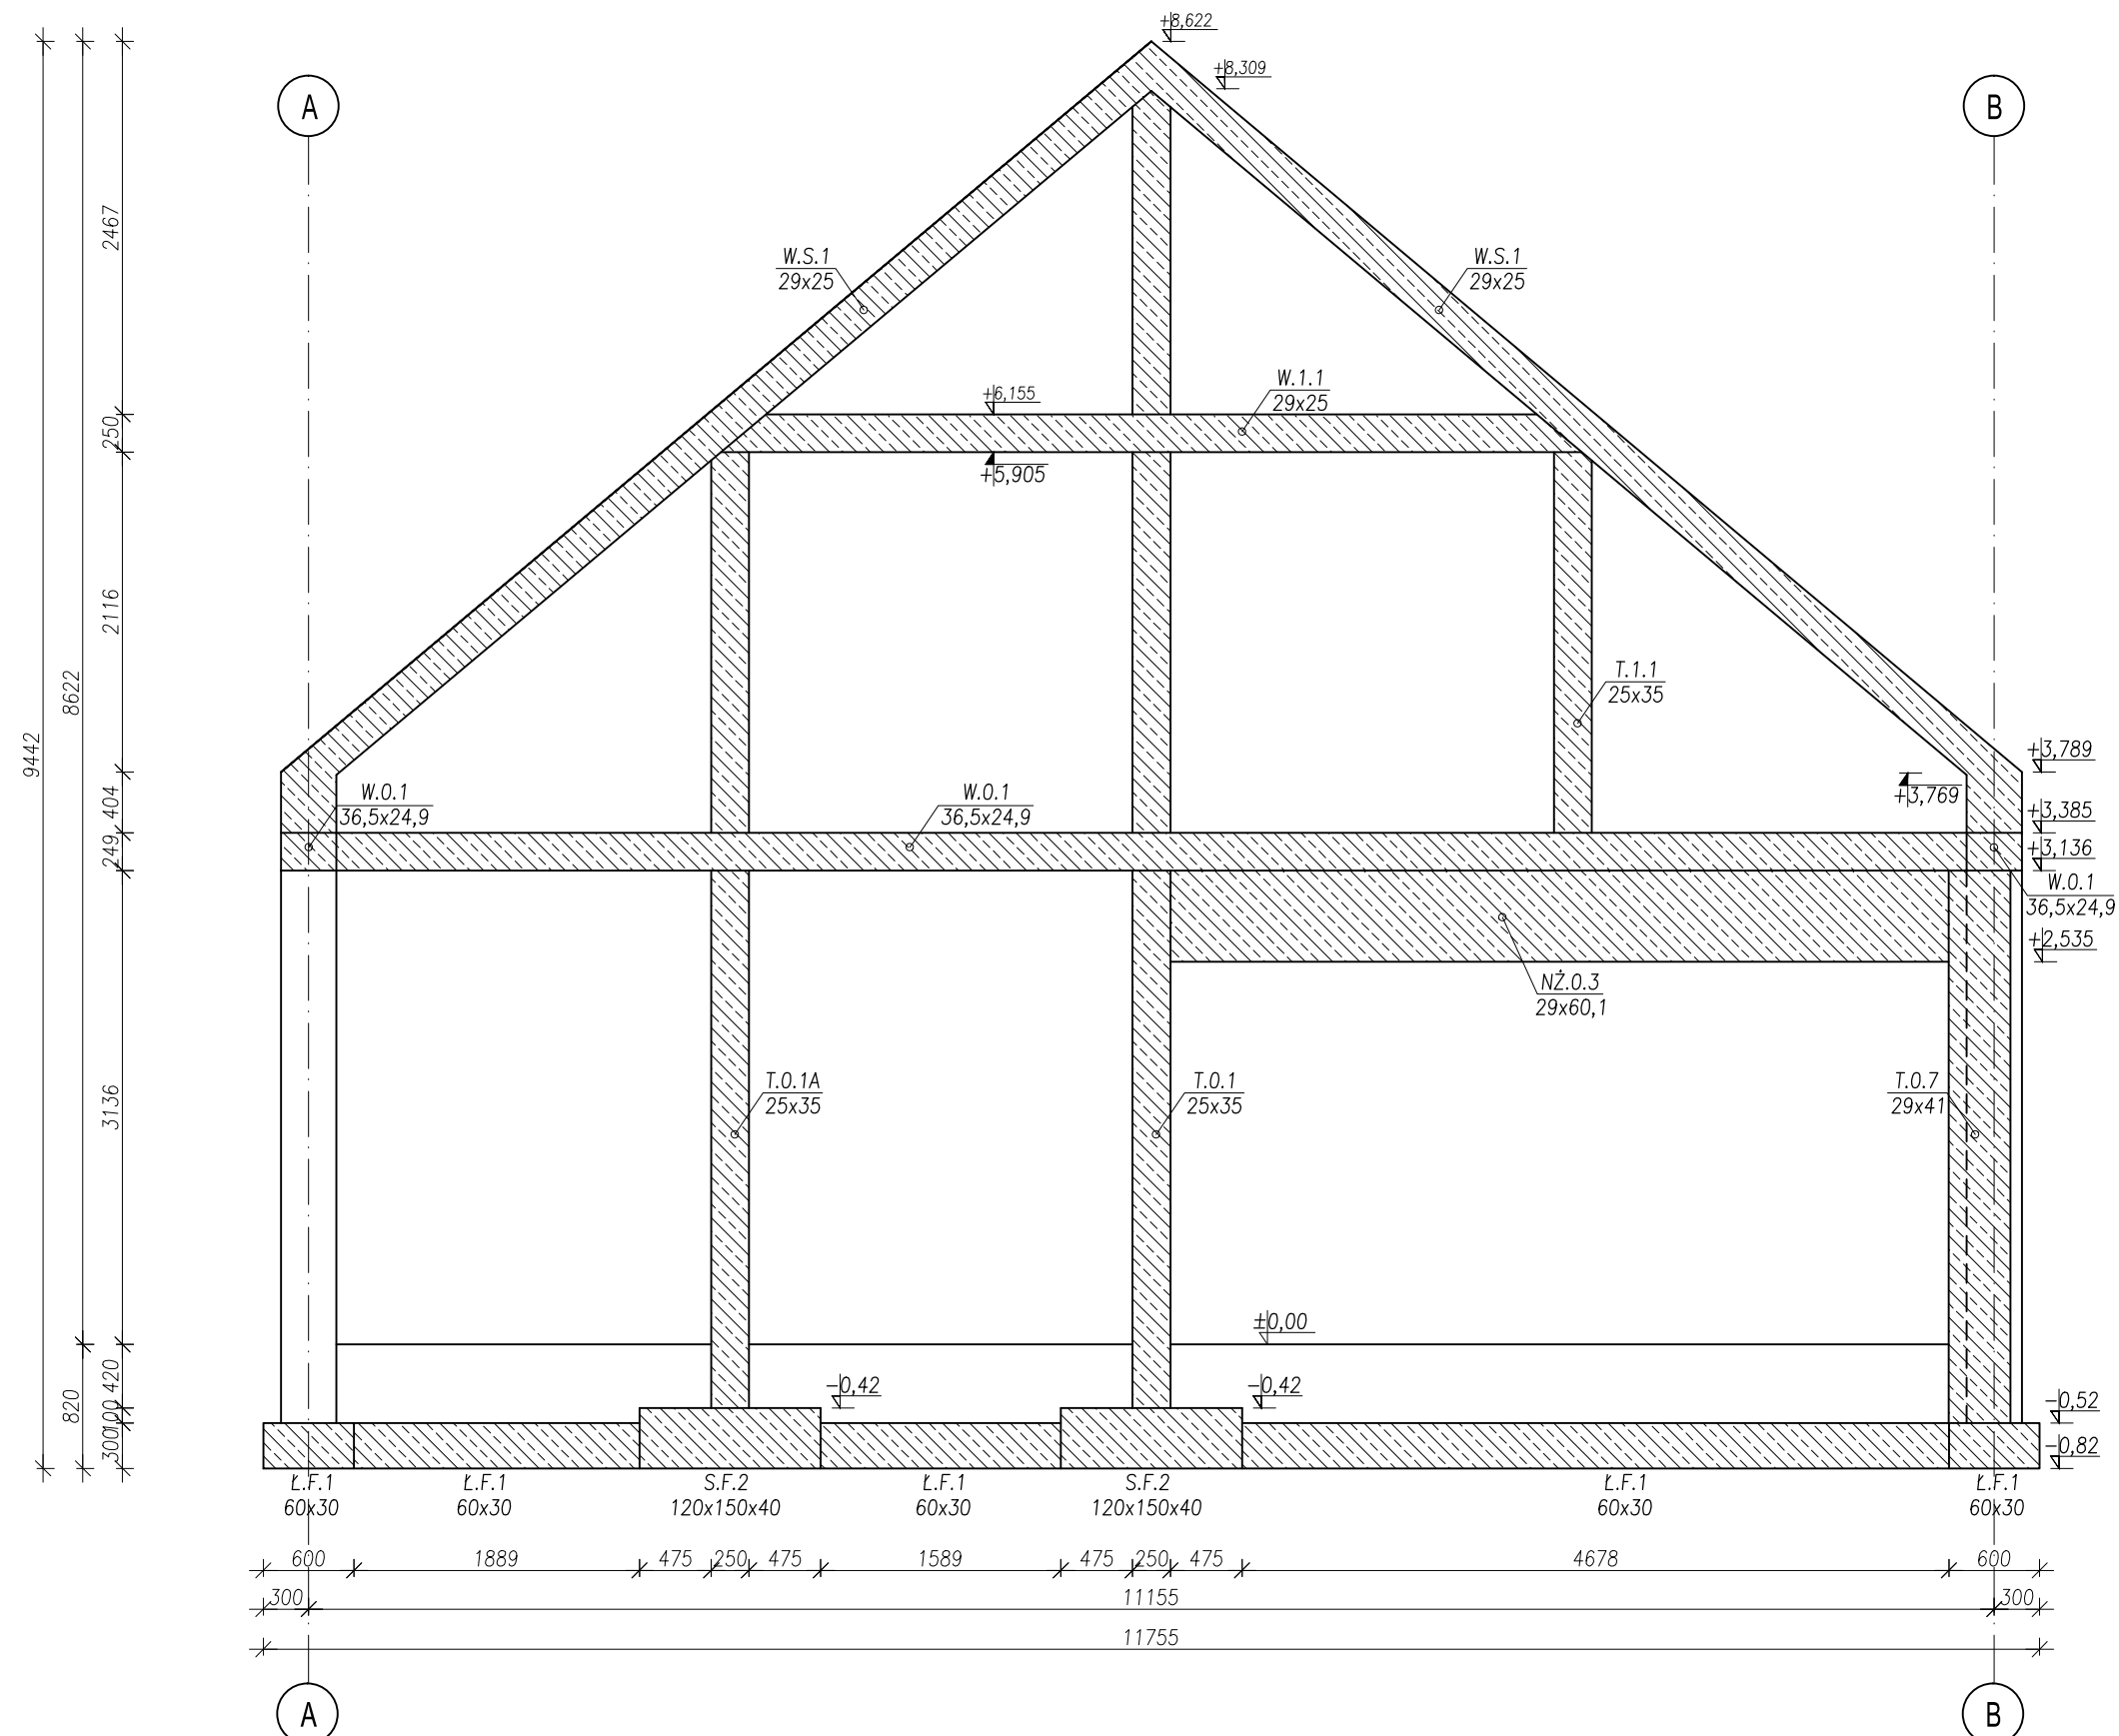 +8,622
+8,309
A
B
2467
W.S.1
29x25
W.S.1
29x25
W.1.1
29x25
+6,155
250
+5,905
2116
T.1.1
25x35
8622
9442
+3,789
404
W.0.1
36,5x24,9
W.0.1
36,5x24,9
+3,769
+3,385
249
+3,136
W.0.1
36,5x24,9
+2,535
NŻ.0.3
29x60,1
3136
T.0.1A
25x35
T.0.1
25x35
T.0.7
29x41
±0,00
420
-0,42
-0,42
820
100
-0,52
300
-0,82
Ł.F.1
60x30
Ł.F.1
60x30
S.F.2
120x150x40
Ł.F.1
60x30
S.F.2
120x150x40
Ł.F.1
60x30
Ł.F.1
60x30
600 1889 475 250 475 1589 475 250 475 4678 600
300 11155 300
11755
A
B